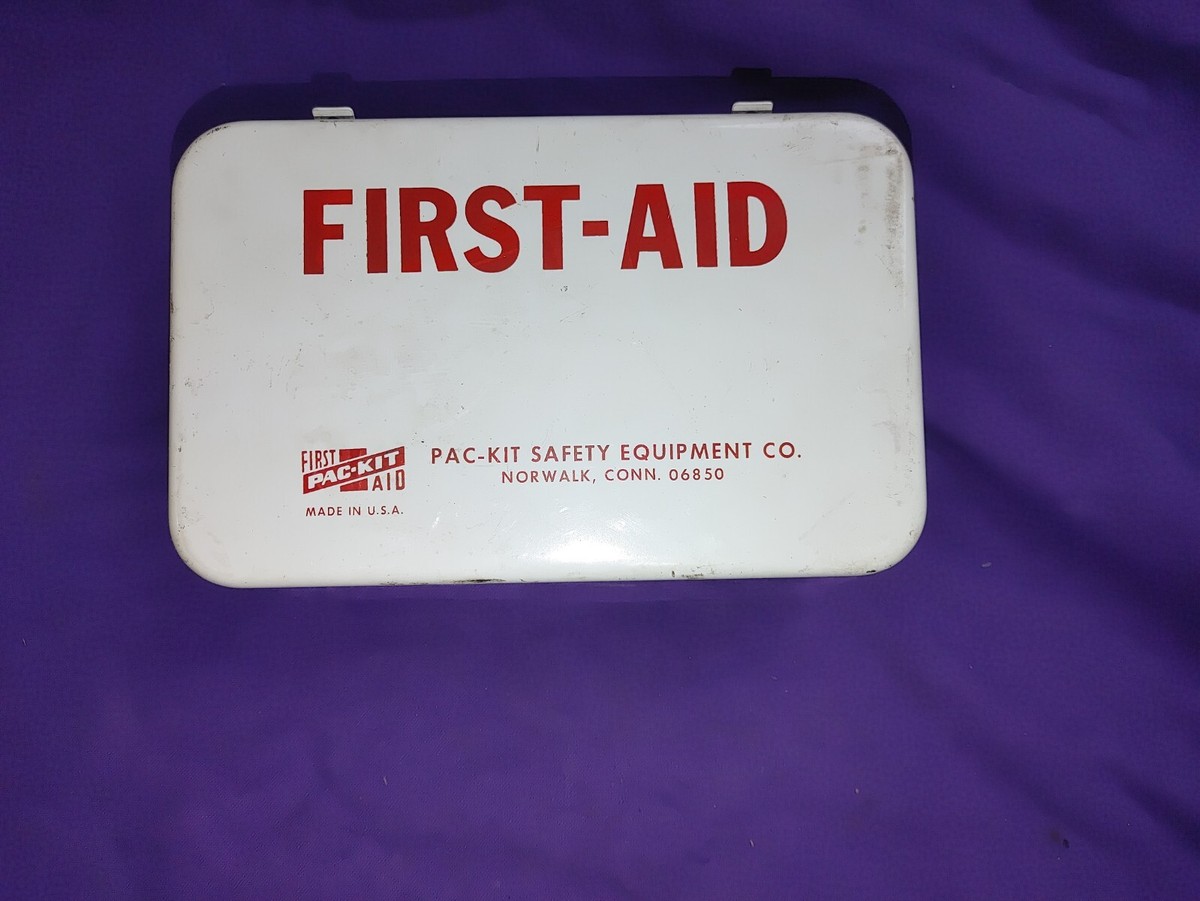 FIRST-AID
FIRST
PAC-KIT
AID
MADE IN U.S.A.
PAC-KIT SAFETY EQUIPMENT CO.
NORWALK, CONN. 06850